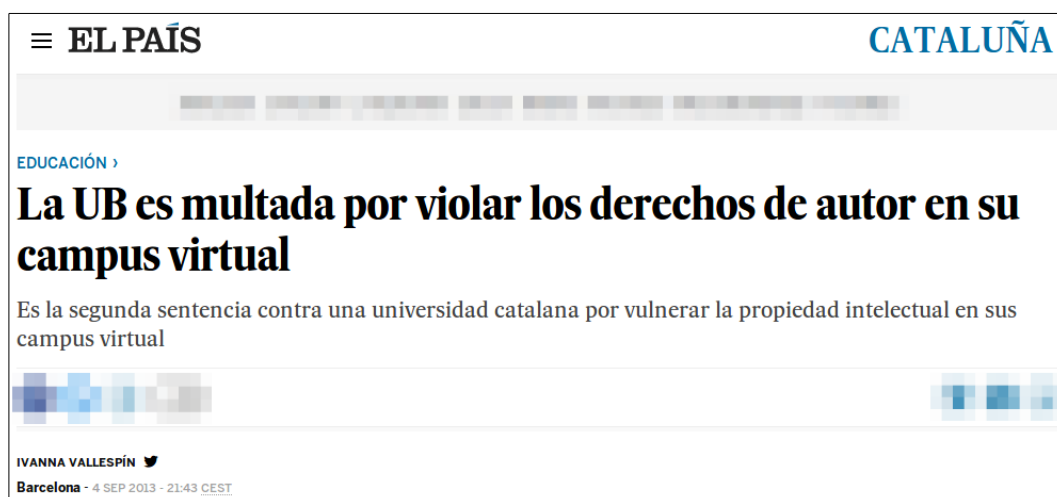 EL PAÍS
CATALUÑA
EDUCACIÓN ›
La UB es multada por violar los derechos de autor en su
campus virtual
Es la segunda sentencia contra una universidad catalana por vulnerar la propiedad intelectual en sus
campus virtual
IVANNA VALLESPÍN
Barcelona - 4 SEP 2013 - 21:43 CEST